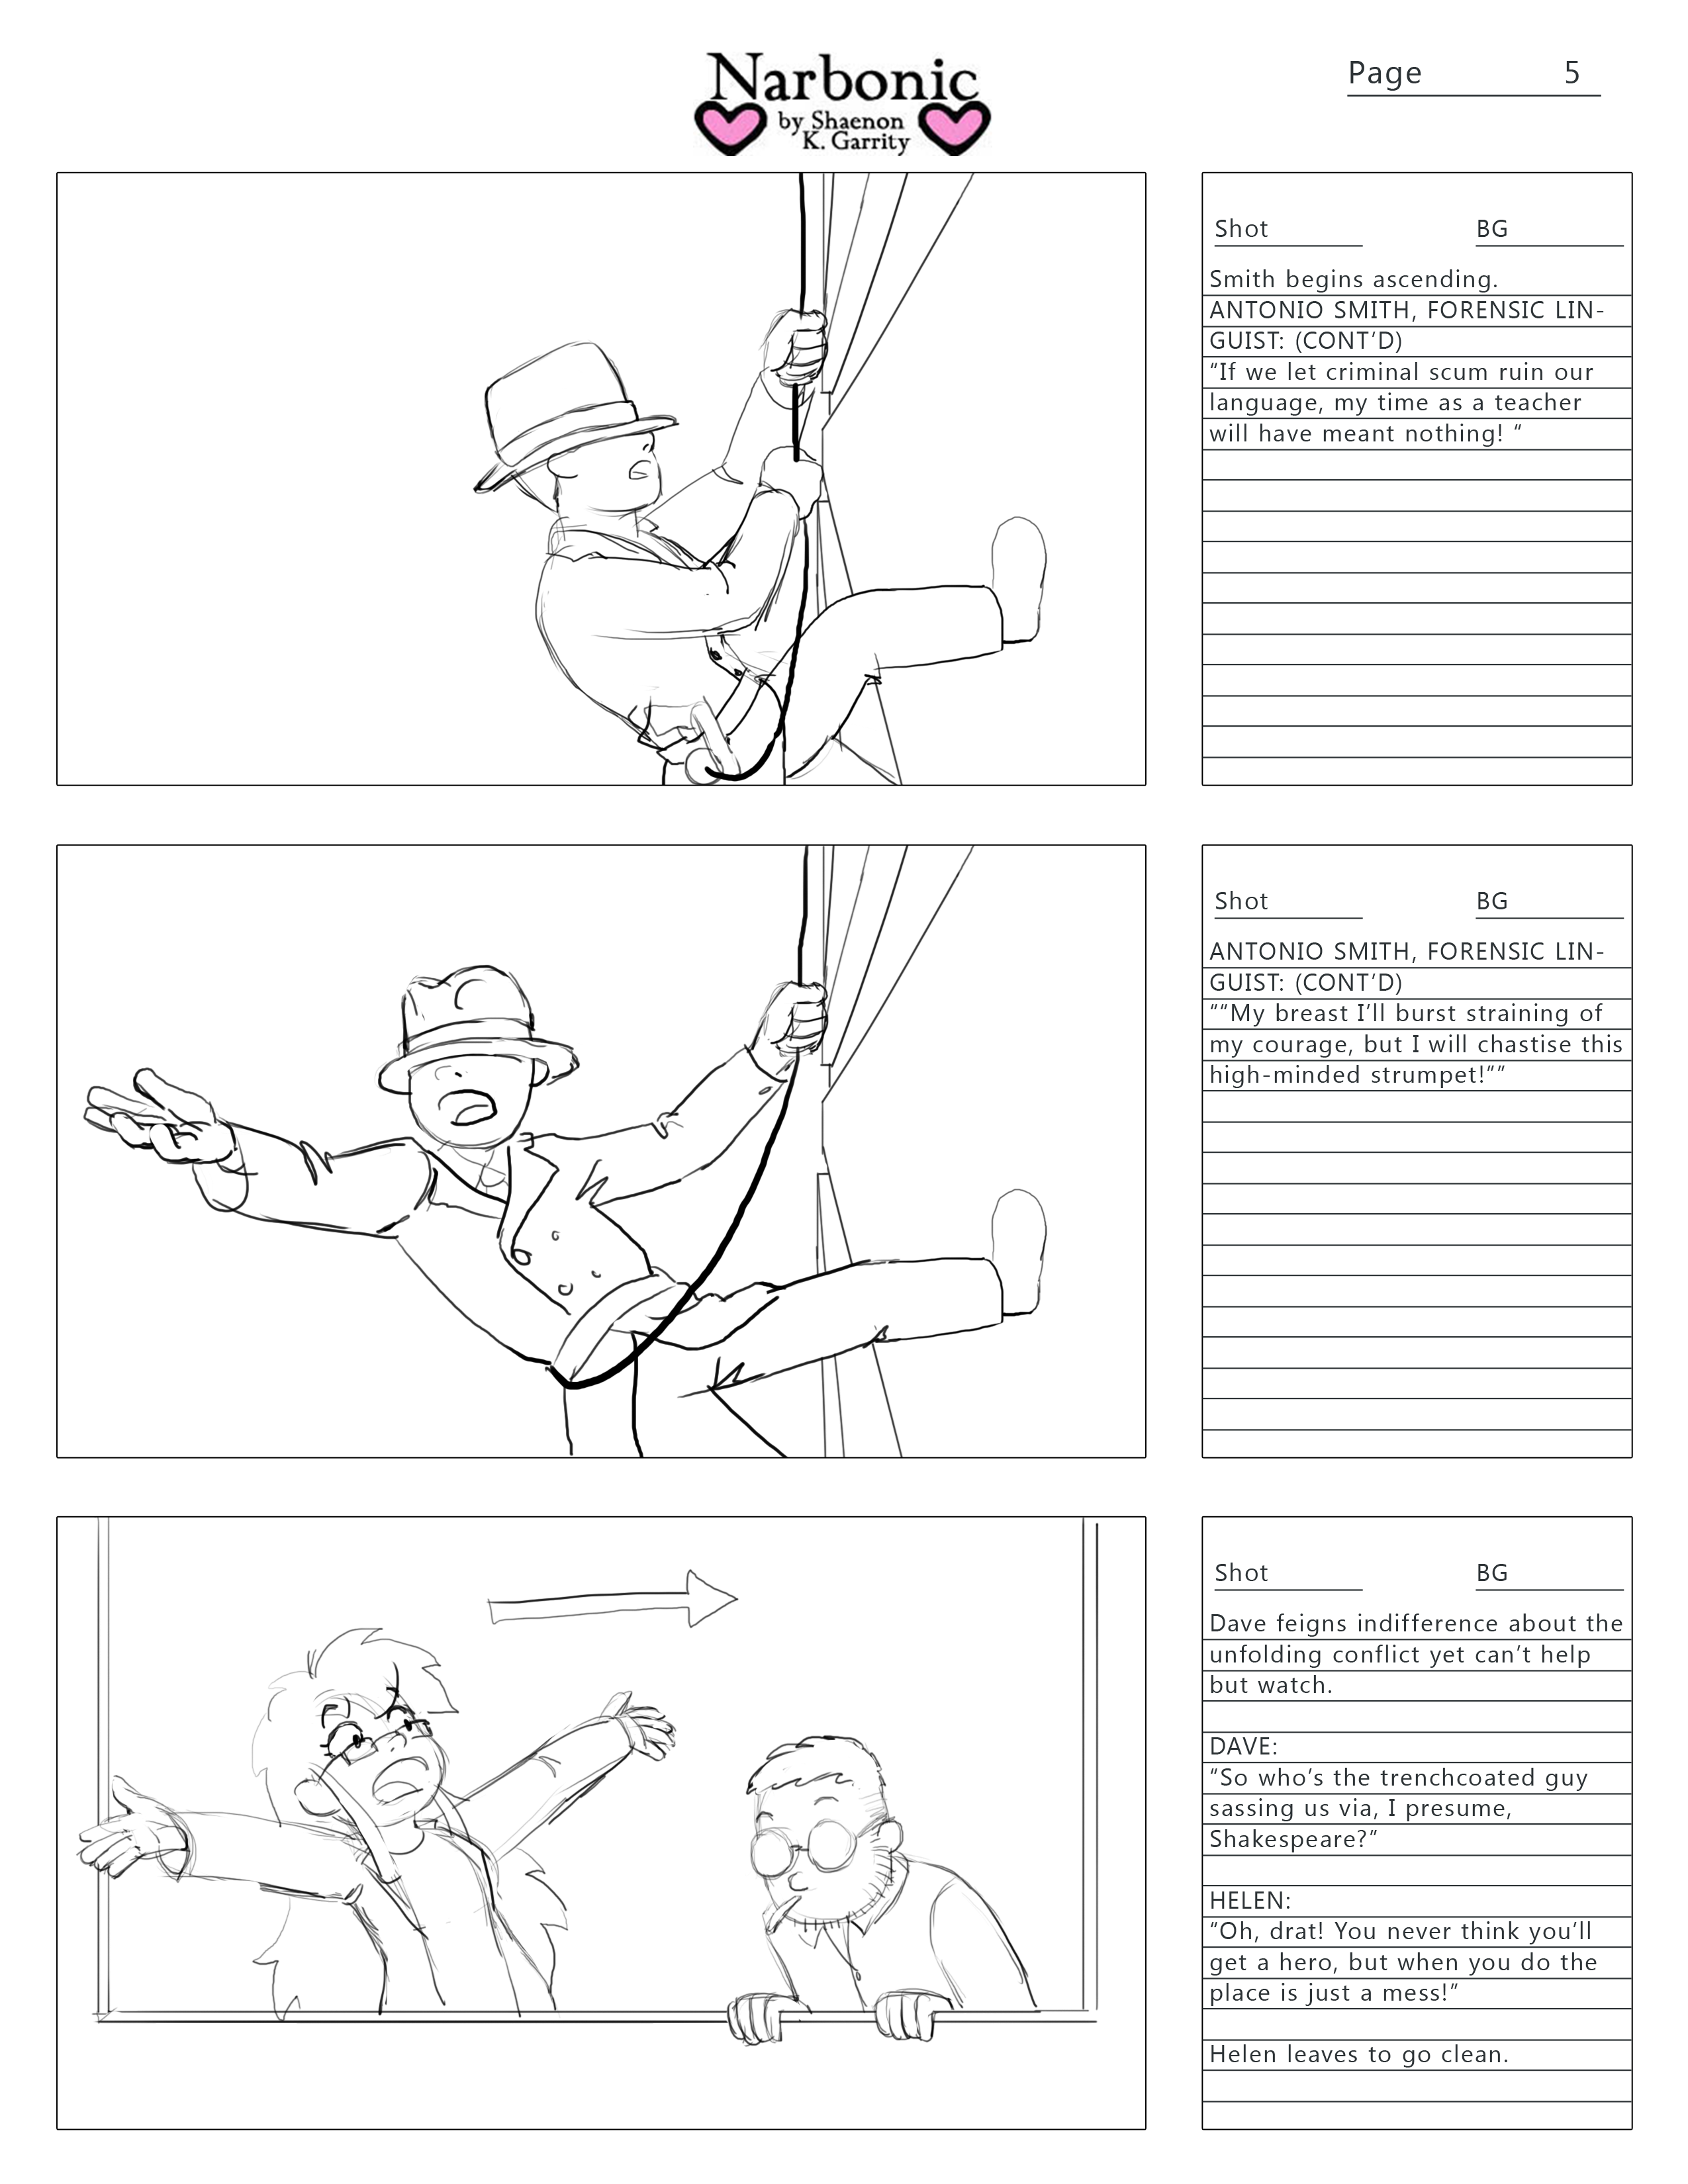 Narbonic
by Shaenon
K. Garrity
Page 5
Shot BG
Smith begins ascending.
ANTONIO SMITH, FORENSIC LIN-
GUIST: (CONT'D)
“If we let criminal scum ruin our
language, my time as a teacher
will have meant nothing! “
Shot BG
ANTONIO SMITH, FORENSIC LIN-
GUIST: (CONT'D)
““My breast I’ll burst straining of
my courage, but I will chastise this
high-minded strumpet!””
Shot BG
Dave feigns indifference about the
unfolding conflict yet can’t help
but watch.
DAVE:
“So who’s the trenchcoated guy
sassing us via, I presume,
Shakespeare?”
HELEN:
“Oh, drat! You never think you’ll
get a hero, but when you do the
place is just a mess!”
Helen leaves to go clean.